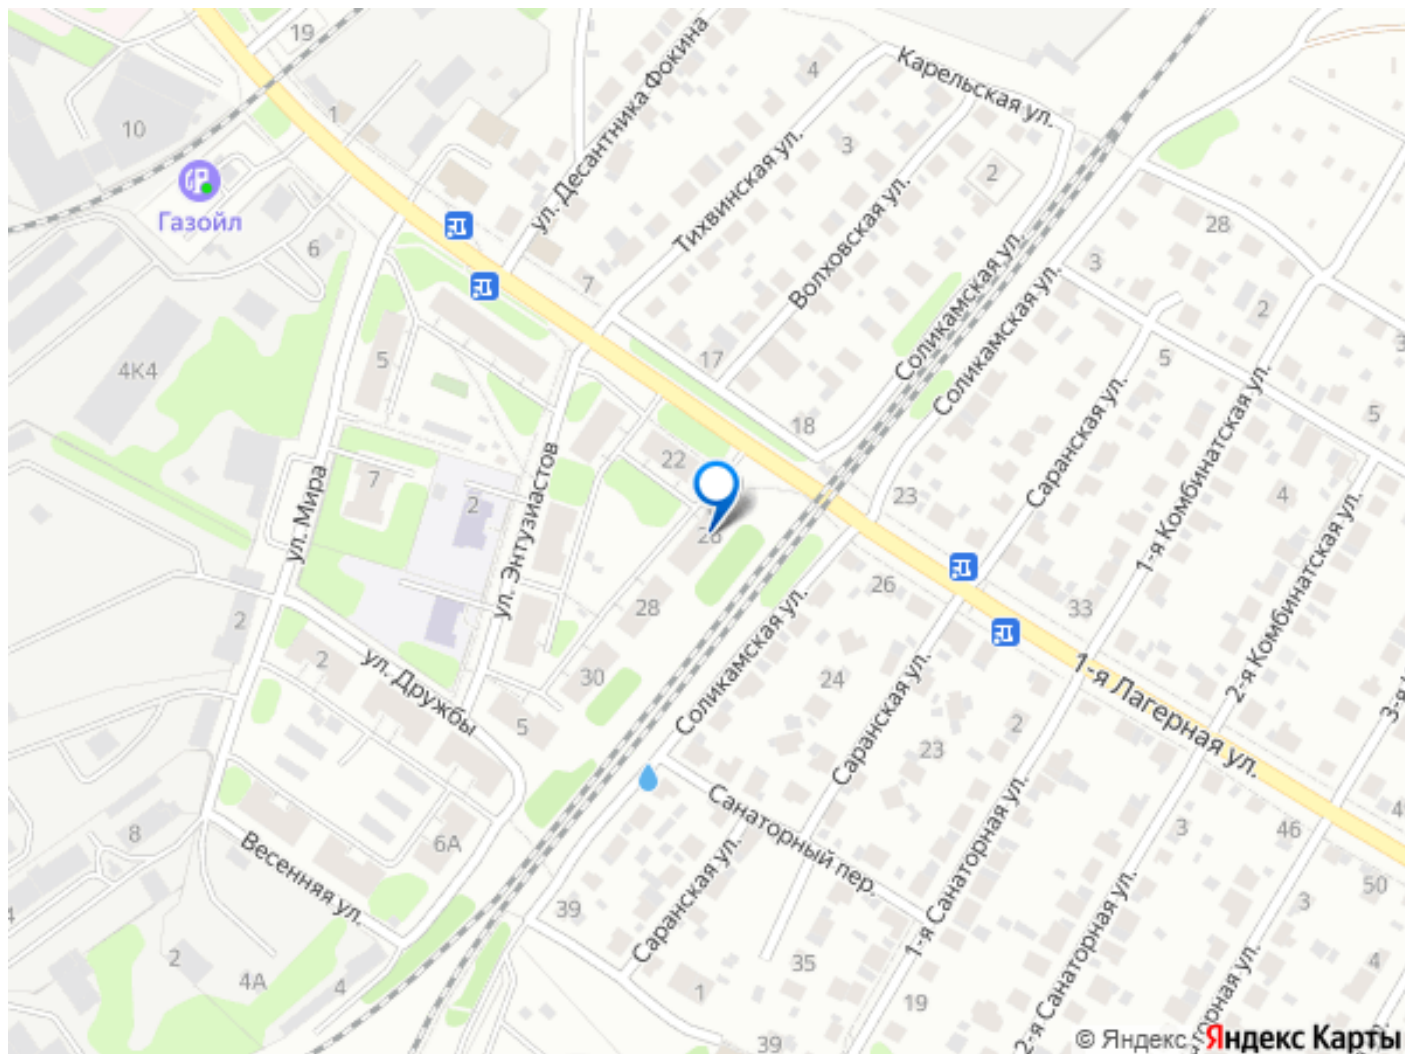 19
1
10
Газойл
6
ул. Десантника Фокина
4
Карельская ул.
3
Тихвинская ул.
2
Волховская ул.
7
28
3
Соликамская ул.
Соликамская ул.
2
17
5
4К4
5
18
Саранская ул.
1-я Комбинатская ул.
5
22
7
2
ул. Мира
ул. Энтузиастов
23
4
2-я Комбинатская ул.
26
28
2
33
30
24
2
ул. Дружбы
5
Соликамская ул.
Саранская ул.
23
2
1-я Лагерная ул.
3-я
Санаторный пер.
8
6А
Весенняя ул.
3
46
50
39
Саранская ул.
1-я Санаторная ул.
2-я Санаторная ул.
3
2
4А
4
35
1
19
4
39
орная ул.
© Яндекс Яндекс Карты